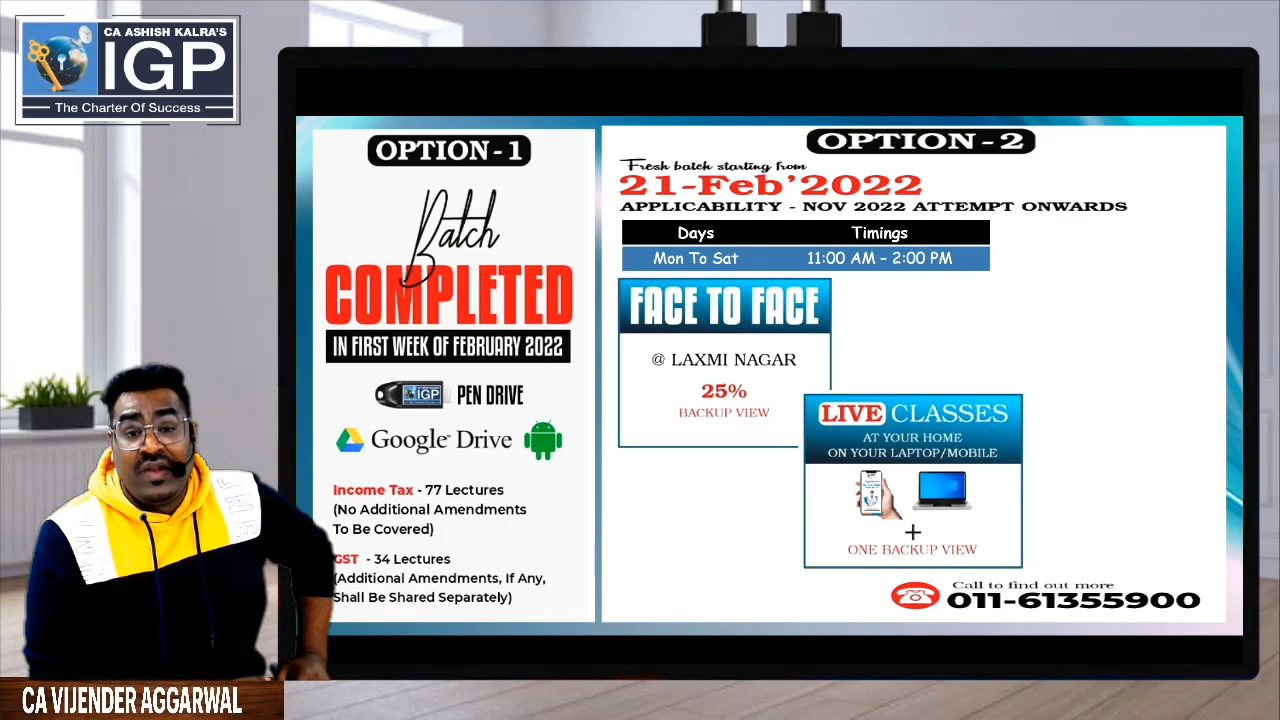 CA ASHISH KALRA'S
IGP
The Charter Of Success
OPTION - 1
Batch
COMPLETED
IN FIRST WEEK OF FEBRUARY 2022
IGP PEN DRIVE
Google Drive
Income Tax - 77 Lectures
(No Additional Amendments
To Be Covered)
GST - 34 Lectures
(Additional Amendments, If Any,
Shall Be Shared Separately)
OPTION - 2
Fresh batch starting from
21-Feb'2022
APPLICABILITY - NOV 2022 ATTEMPT ONWARDS
Days Timings
Mon To Sat 11:00 AM – 2:00 PM
FACE TO FACE
@ LAXMI NAGAR
25%
BACKUP VIEW
LIVE CLASSES
AT YOUR HOME
ON YOUR LAPTOP/MOBILE
+
ONE BACKUP VIEW
Call to find out more
011-61355900
CA VIJENDER AGGARWAL